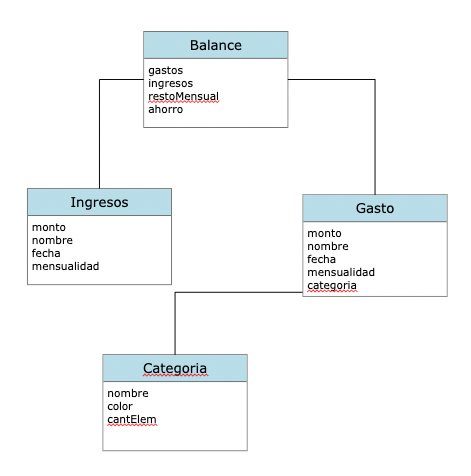 Balance
gastos
ingresos
restoMensual
ahorro
Ingresos
monto
nombre
fecha
mensualidad
Gasto
monto
nombre
fecha
mensualidad
categoria
Categoria
nombre
color
cantElem